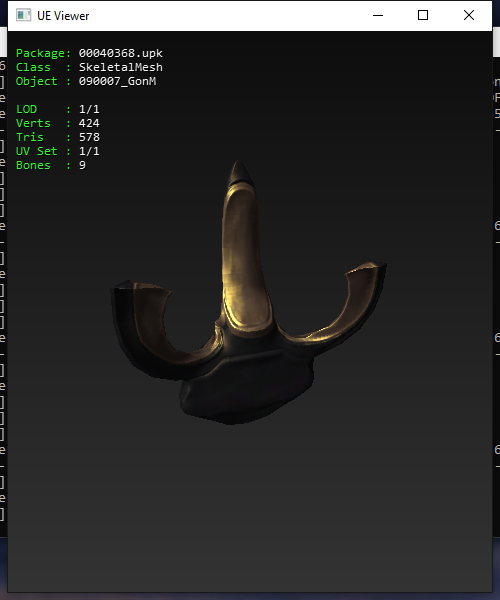 UE Viewer
Package: 00040368.upk
Class : SkeletalMesh
Object : 090007_GonM
LOD : 1/1
Verts : 424
Tris : 578
UV Set : 1/1
Bones : 9